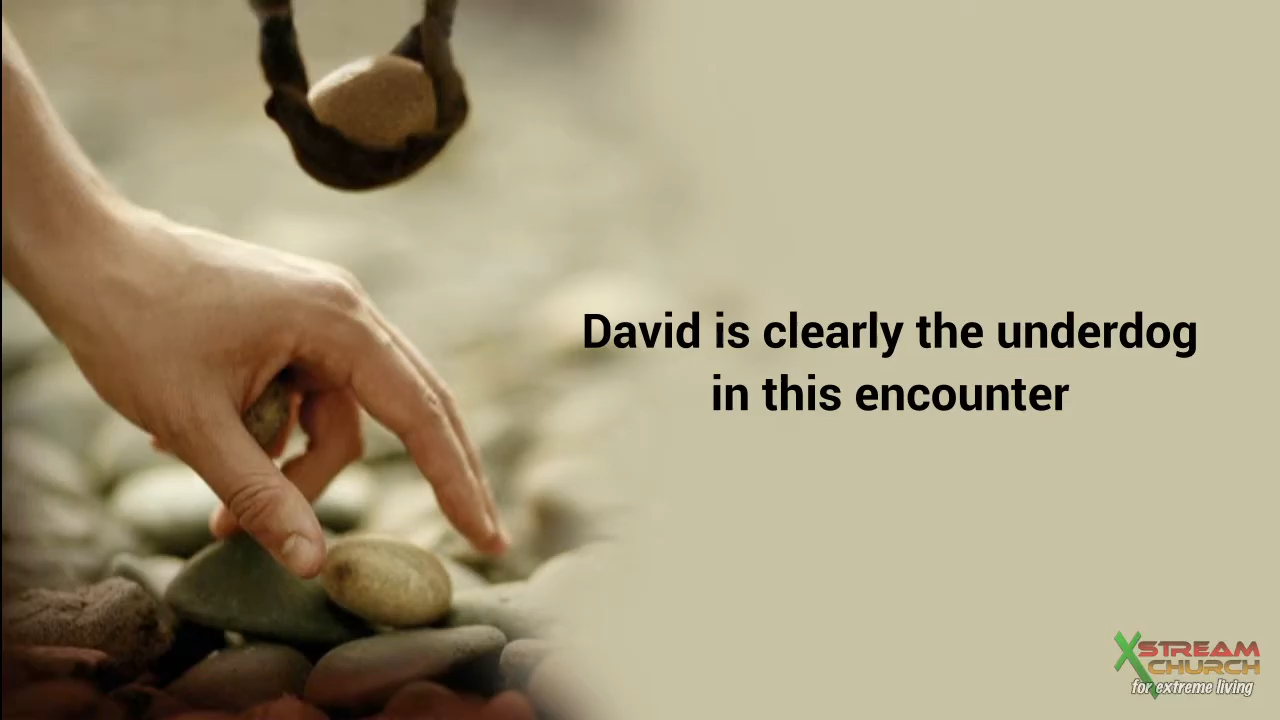 David is clearly the underdog
in this encounter
XSTREAM
CHURCH
for extreme living